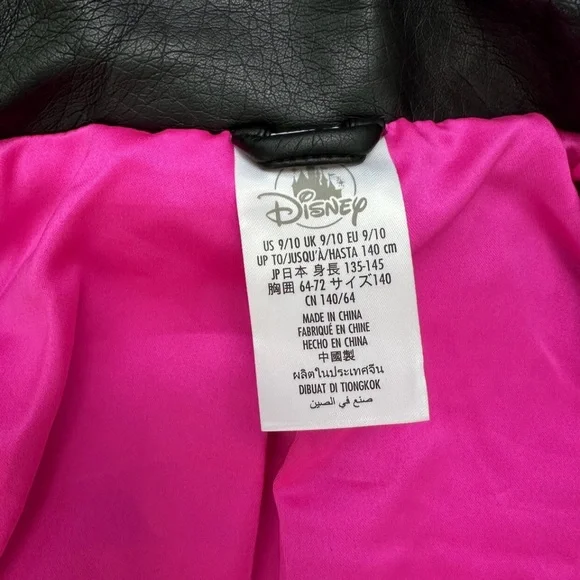 Disney
US 9/10 UK 9/10 EU 9/10
UP TO/JUSQU'À/HASTA 140 cm
JP日本 身長 135-145
胸囲 64-72 サイズ140
CN 140/64
MADE IN CHINA
FABRIQUÉ EN CHINE
HECHO EN CHINA
中國製
ผลิตในประเทศจีน
DIBUAT DI TIONGKOK
صنع في الصين